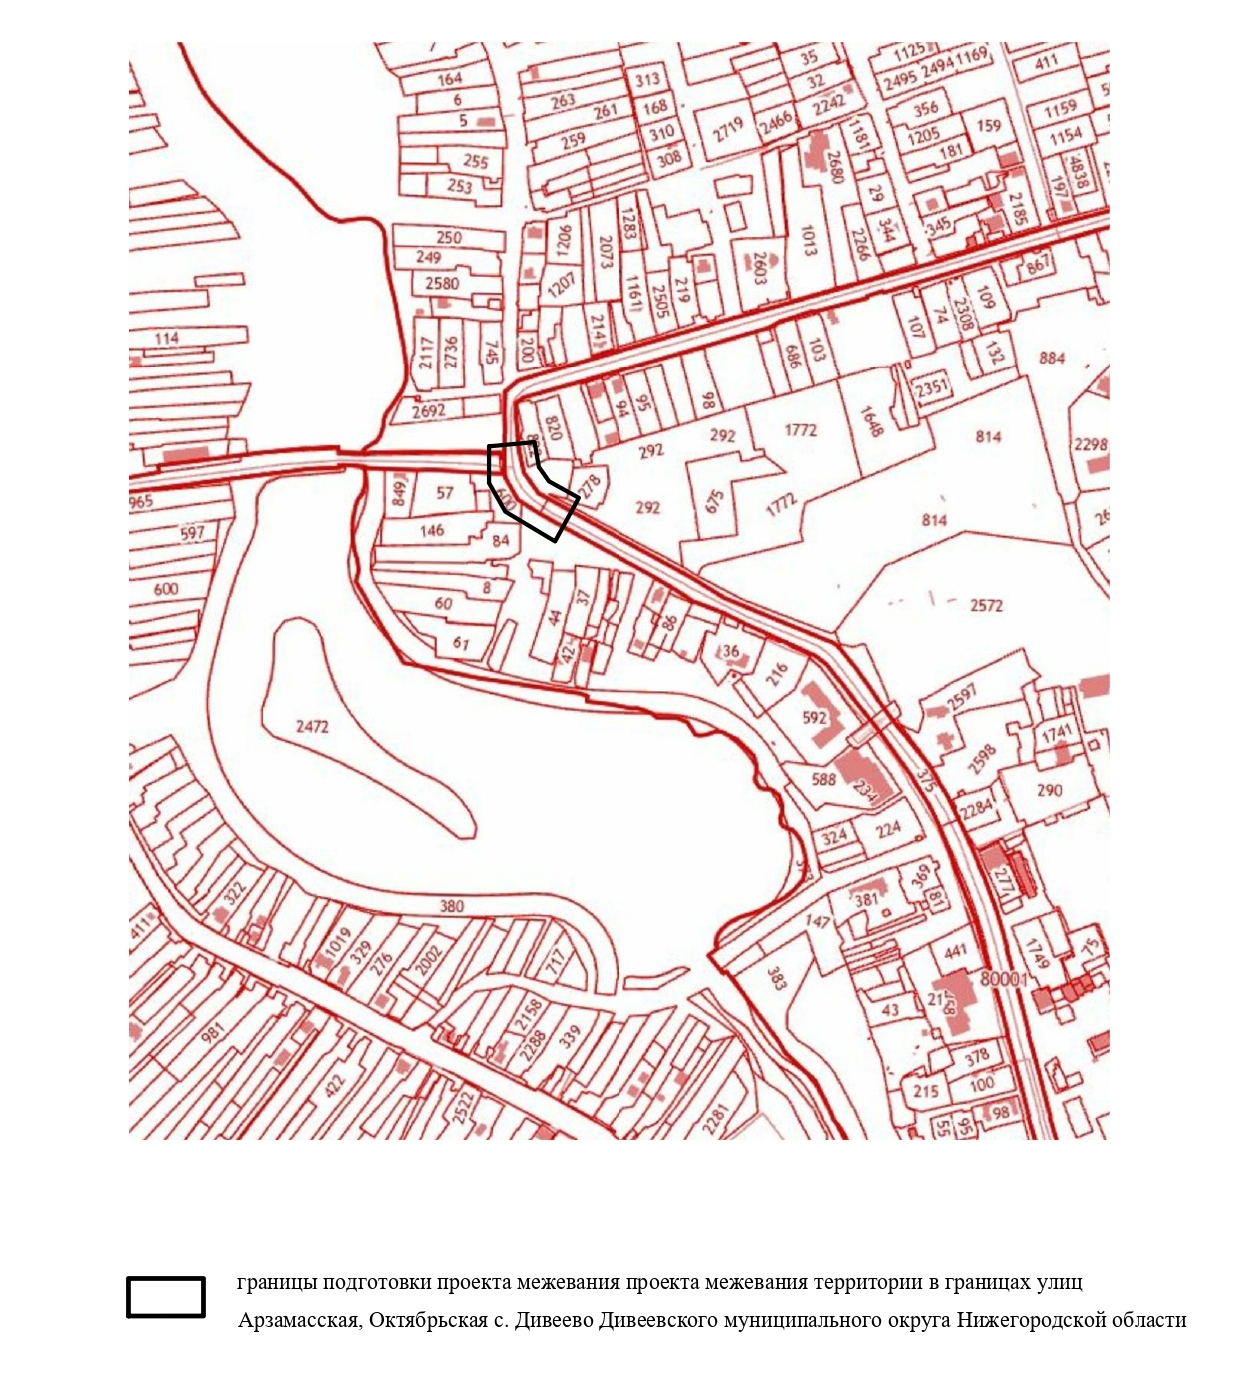 1125 1169 411
35 2494
164 313 32 2495
6 263 168 2242 356 1159
5 261 2466 159
259 310 2719 1181 1205 1154
255 308 2680 181 4838
253 29 197
1283 2185
250 1206 2073 1013 344 345
249 2266
2580 1207 1161 2505 219 2603 867
109
114 2117 2736 745 200 214 107 74 2308
686 103 132 884
2351
2692 820 94 95 98 1648
292 1772 814 2298
292
849 57 278
965 292 675 1772 814
597 146 84
600 8 44 37
60 2572
61 86
42 36
216
2472 592 2597
1741
588 234 375 2598 290
2284
324 224
322 369 277
380 381 81
411 147
1019 329 276 2002 717 383 441 1749 75
80001
2158 43 21
981 2288 339
378
422 215 100
2522 2281 55 95 98
границы подготовки проекта межевания проекта межевания территории в границах улиц
Арзамасская, Октябрьская с. Дивеево Дивеевского муниципального округа Нижегородской области